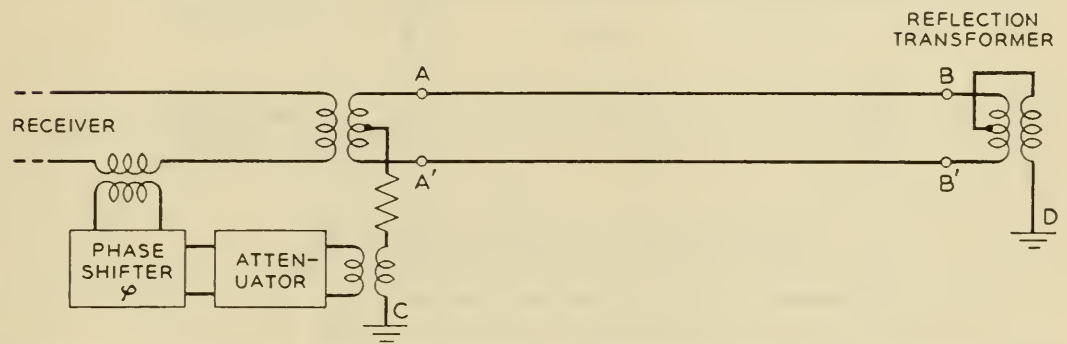 REFLECTION
TRANSFORMER
A
B
RECEIVER
A'
B'
D
PHASE
SHIFTER
φ
ATTEN-
UATOR
C